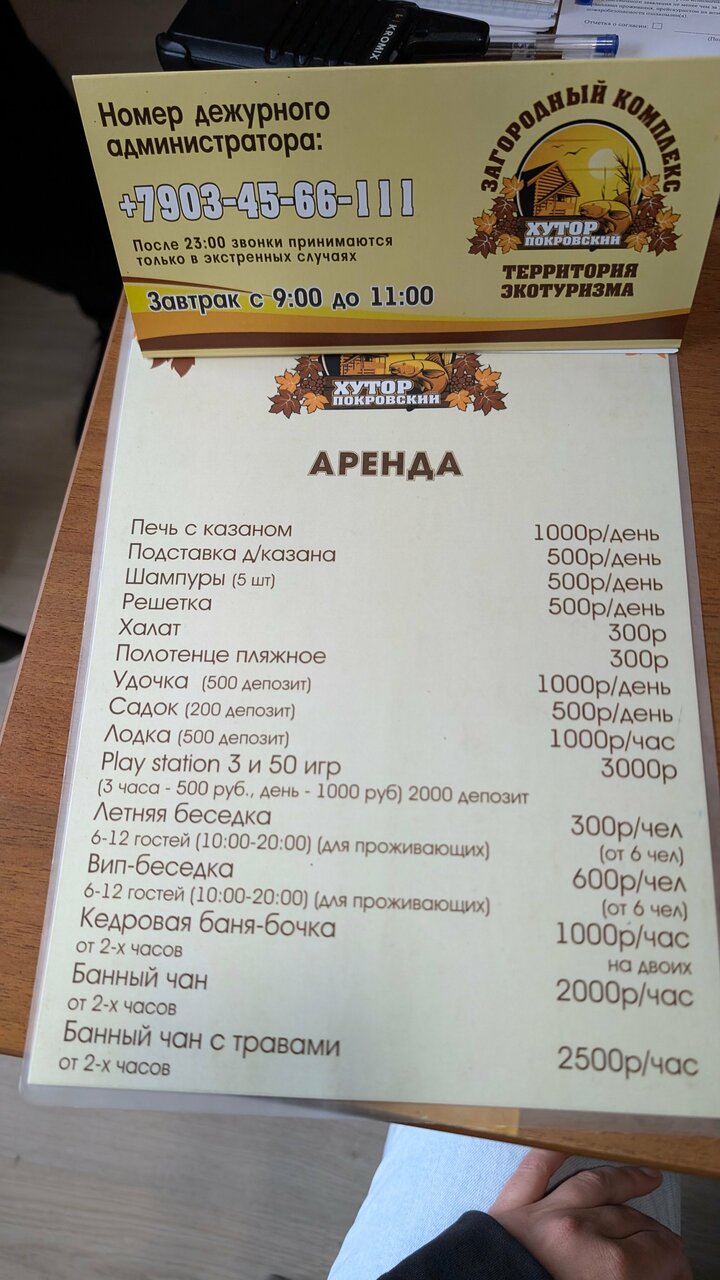 KROMIX
Отметка о согласии:
Номер дежурного
администратора:
+7903-45-66-111
После 23:00 звонки принимаются
только в экстренных случаях
Завтрак с 9:00 до 11:00
ЗАГОРОДНЫЙ КОМПЛЕКС
ХУТОР
ПОКРОВСКИЙ
ТЕРРИТОРИЯ
ЭКОТУРИЗМА
ХУТОР
ПОКРОВСКИЙ
АРЕНДА
Печь с казаном 1000р/день
Подставка д/казана 500р/день
Шампуры (5 шт) 500р/день
Решетка 500р/день
Халат 300р
Полотенце пляжное 300р
Удочка (500 депозит) 1000р/день
Садок (200 депозит) 500р/день
Лодка (500 депозит) 1000р/час
Play station 3 и 50 игр 3000р
(3 часа - 500 руб., день - 1000 руб) 2000 депозит
Летняя беседка 300р/чел
6-12 гостей (10:00-20:00) (для проживающих) (от 6 чел)
Вип-беседка 600р/чел
6-12 гостей (10:00-20:00) (для проживающих) (от 6 чел)
Кедровая баня-бочка 1000р/час
от 2-х часов на двоих
Банный чан 2000р/час
от 2-х часов
Банный чан с травами 2500р/час
от 2-х часов